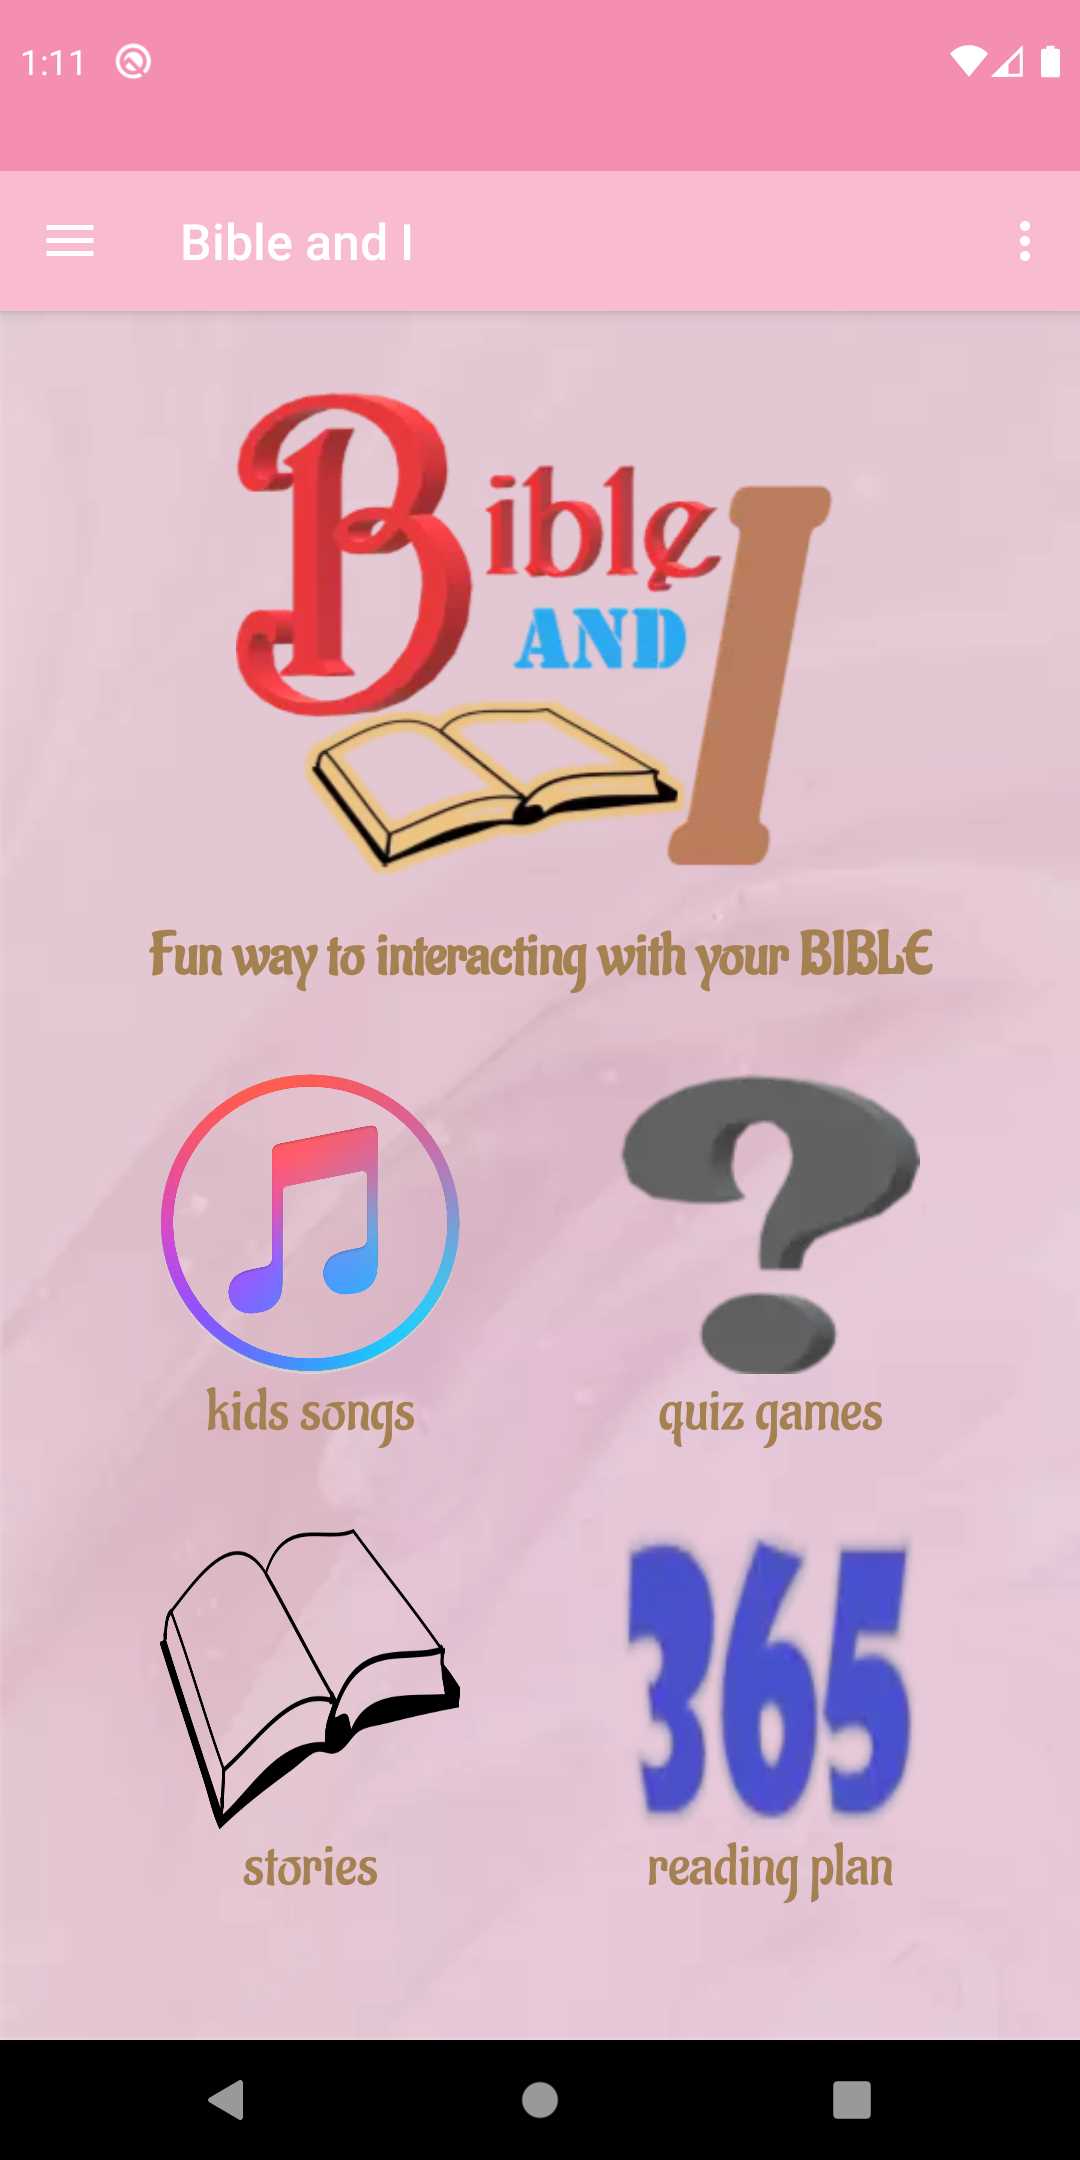 1:11
Bible and I
Bible
AND I
Fun way to interacting with your BIBLE
kids songs
quiz games
365
stories
reading plan